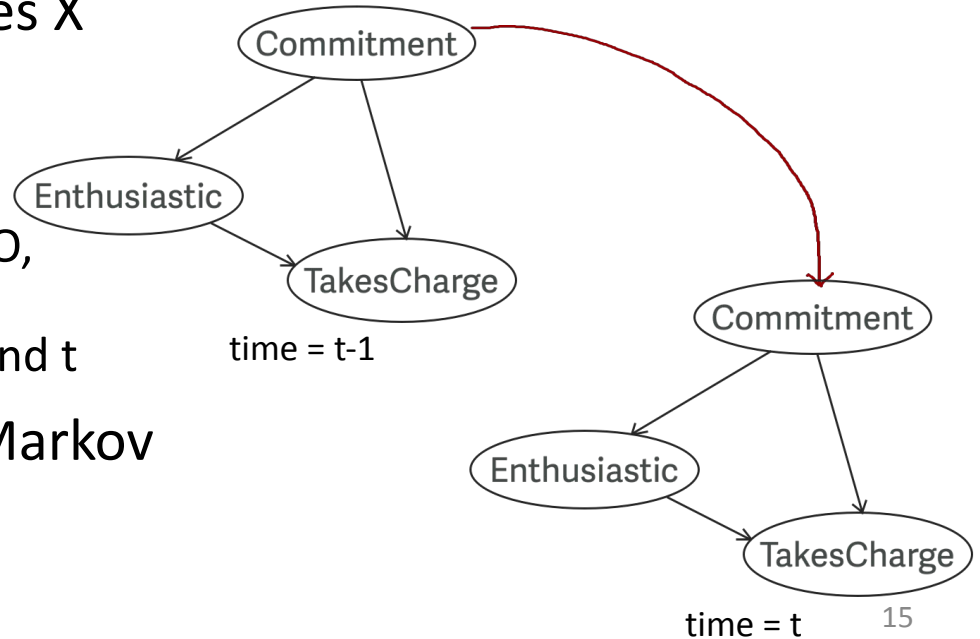 es X
Commitment
Enthusiastic
O,
TakesCharge
Commitment
nd t
time = t-1
Markov
Enthusiastic
TakesCharge
time = t
15